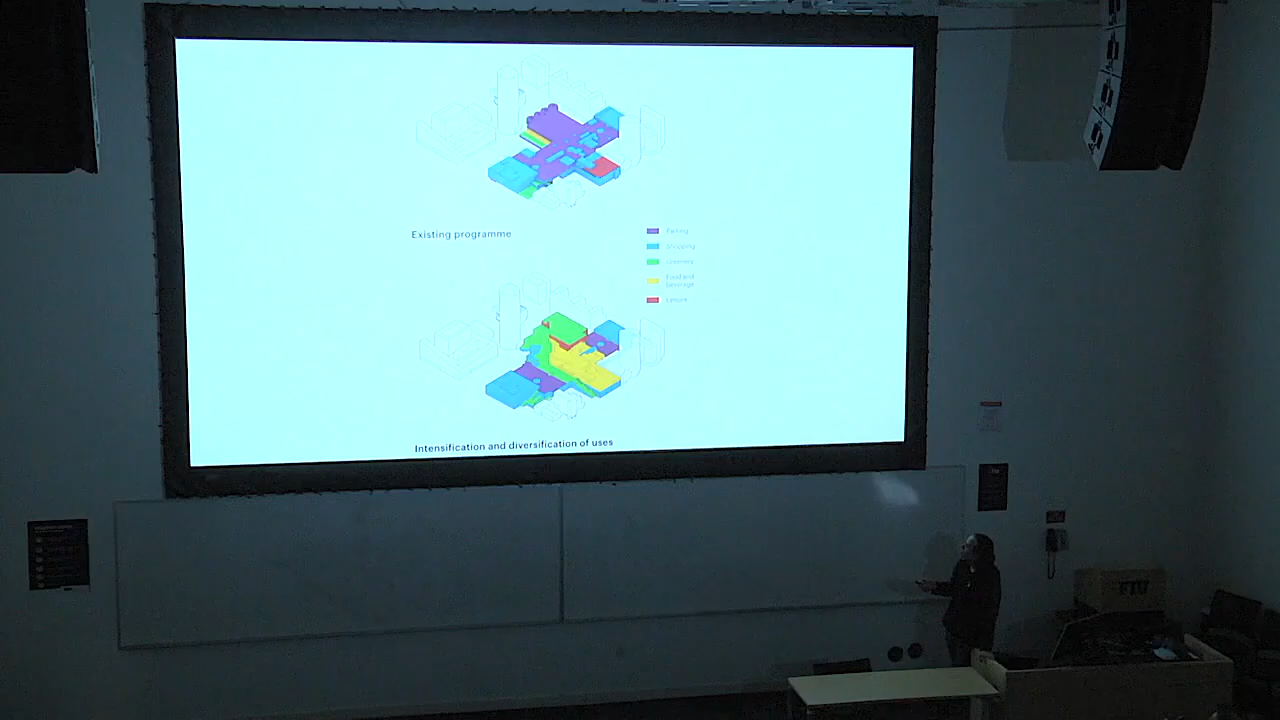 Existing programme
Parking
Shopping
Greenery
Food and
beverage
Leisure
Intensification and diversification of uses